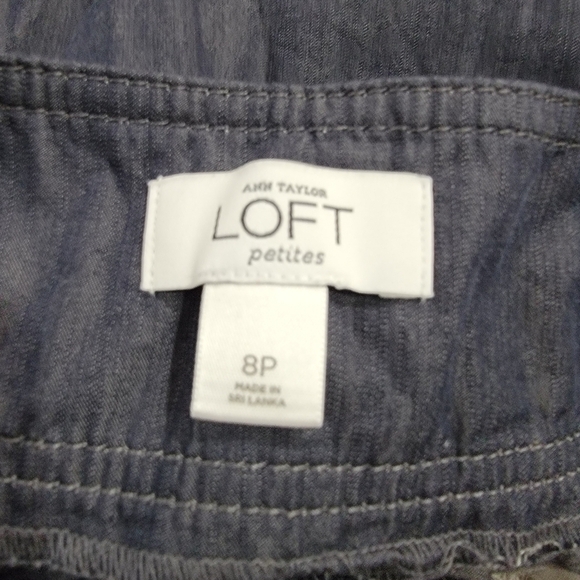 ANN TAYLOR
LOFT
petites
8P
MADE IN
SRI LANKA